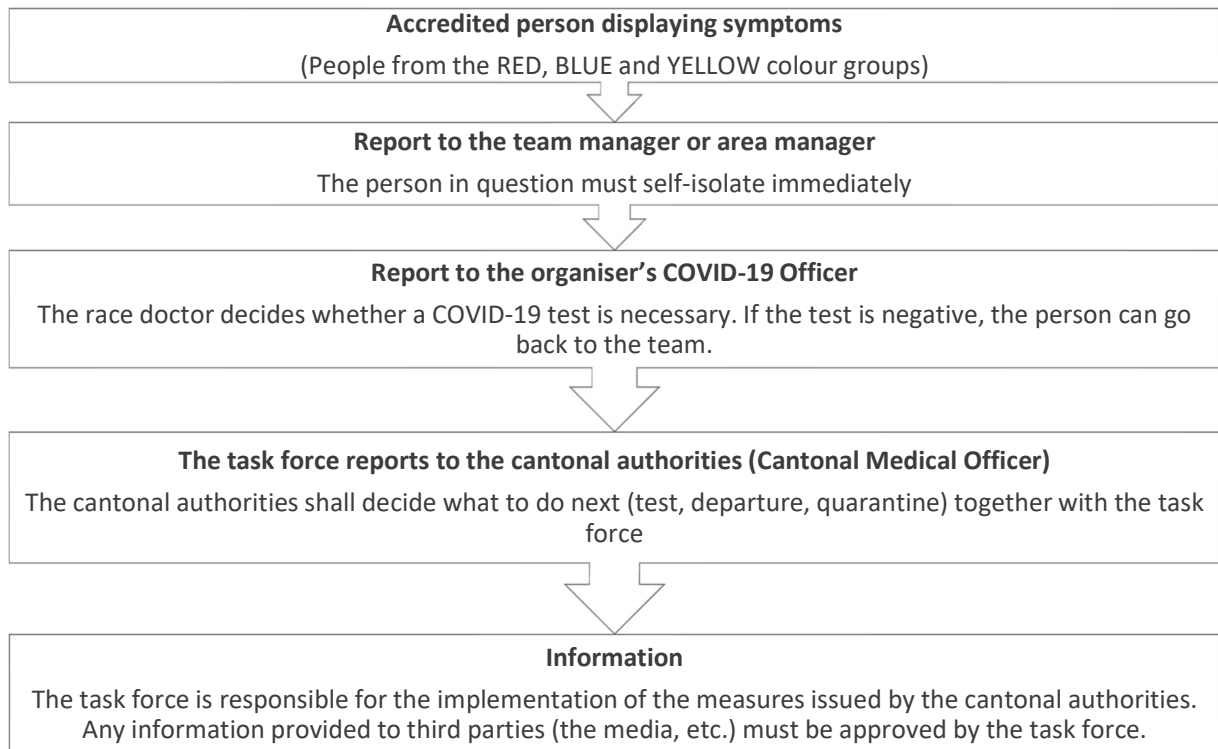 Accredited person displaying symptoms
(People from the RED, BLUE and YELLOW colour groups)
Report to the team manager or area manager
The person in question must self-isolate immediately
Report to the organiser’s COVID-19 Officer
The race doctor decides whether a COVID-19 test is necessary. If the test is negative, the person can go
back to the team.
The task force reports to the cantonal authorities (Cantonal Medical Officer)
The cantonal authorities shall decide what to do next (test, departure, quarantine) together with the task
force
Information
The task force is responsible for the implementation of the measures issued by the cantonal authorities.
Any information provided to third parties (the media, etc.) must be approved by the task force.